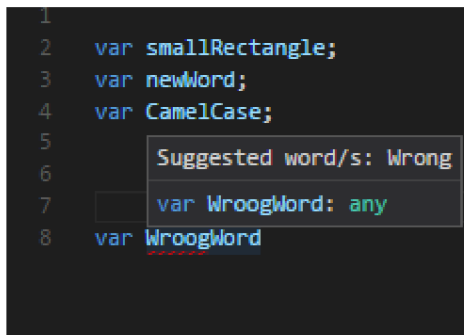 1
2 var smallRectangle;
3 var newWord;
4 var CamelCase;
5
Suggested word/s: Wrong
6
7 var WroogWord: any
8 var WroogWord